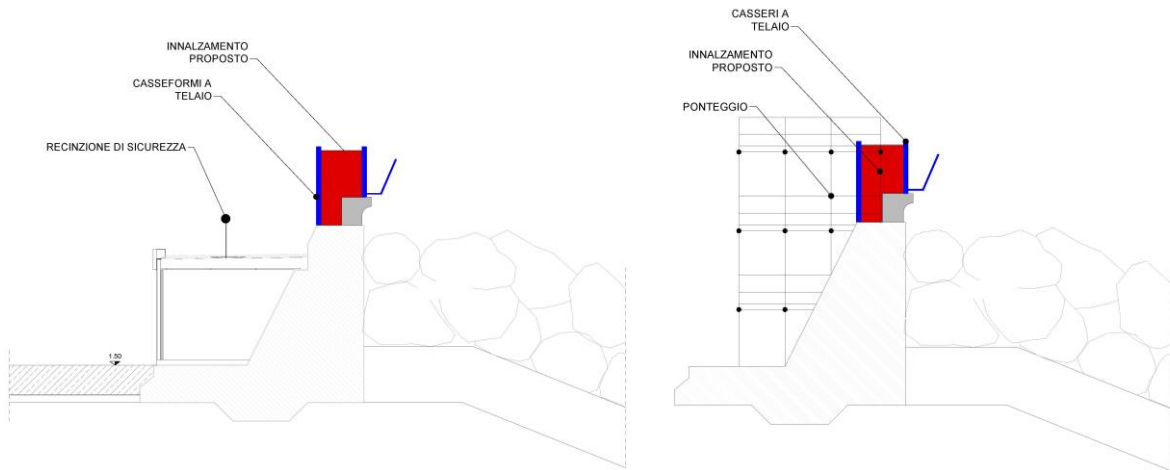 INNALZAMENTO
PROPOSTO
CASSEFORMI A
TELAIO
RECINZIONE DI SICUREZZA
1.50
CASSERI A
TELAIO
INNALZAMENTO
PROPOSTO
PONTEGGIO